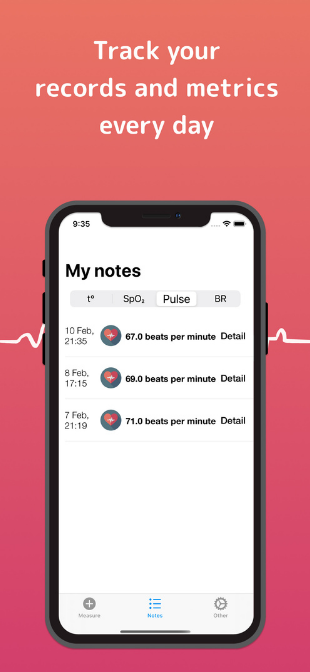 Track your
records and metrics
every day
9:35
My notes
t° SpO₂ Pulse BR
10 Feb,
21:35
67.0 beats per minute Detail
8 Feb,
17:15
69.0 beats per minute Detail
7 Feb,
21:19
71.0 beats per minute Detail
Measure Notes Other